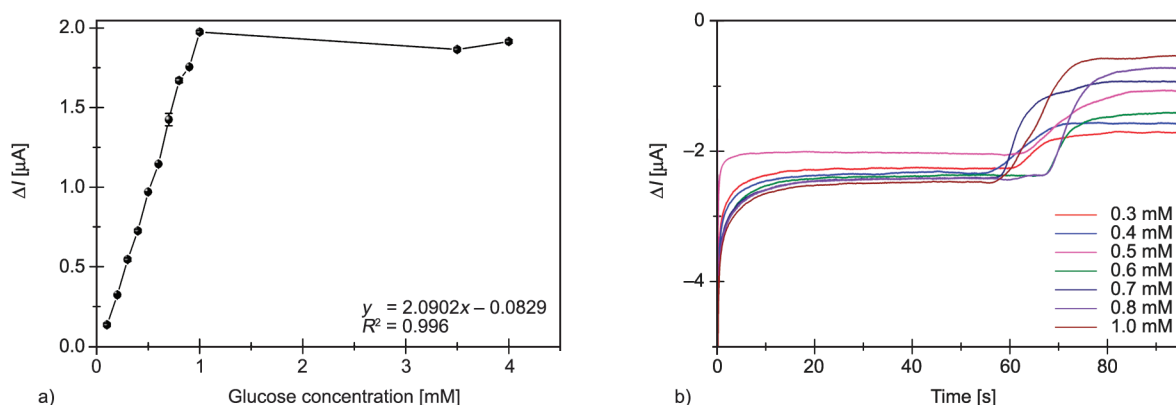 2.0
1.5
1.0
0.5
0.0
ΔI [µA]
y = 2.0902x – 0.0829
R² = 0.996
0 1 2 3 4
a) Glucose concentration [mM]
0
−2
−4
ΔI [µA]
0.3 mM
0.4 mM
0.5 mM
0.6 mM
0.7 mM
0.8 mM
1.0 mM
0 20 40 60 80
b) Time [s]